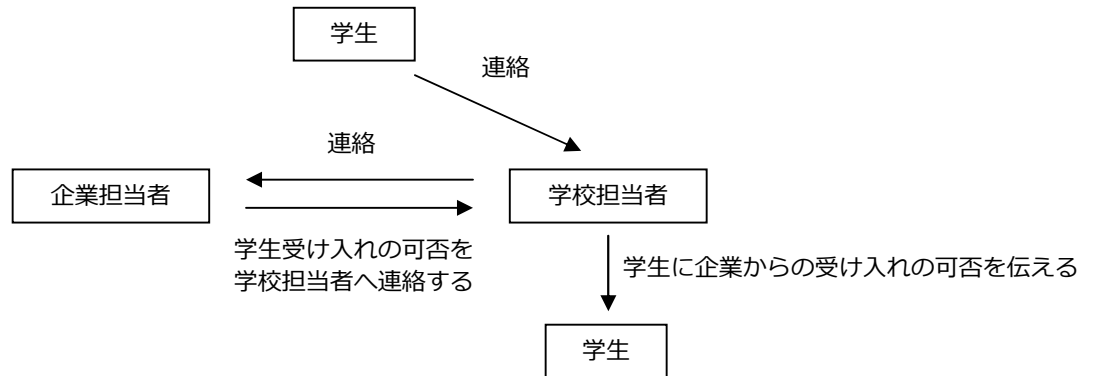 学生
連絡
連絡
企業担当者
学校担当者
学生受け入れの可否を
学校担当者へ連絡する
学生に企業からの受け入れの可否を伝える
学生